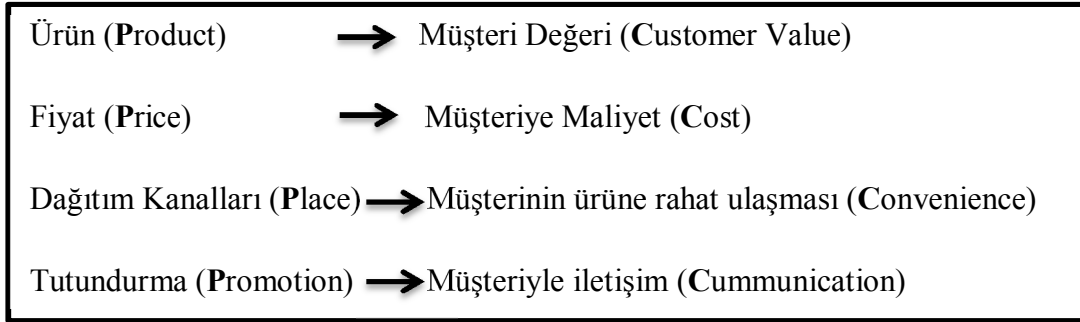 Ürün (Product) → Müşteri Değeri (Customer Value)
Fiyat (Price) → Müşteriye Maliyet (Cost)
Dağıtım Kanalları (Place) → Müşterinin ürüne rahat ulaşması (Convenience)
Tutundurma (Promotion) → Müşteriyle iletişim (Cummunication)